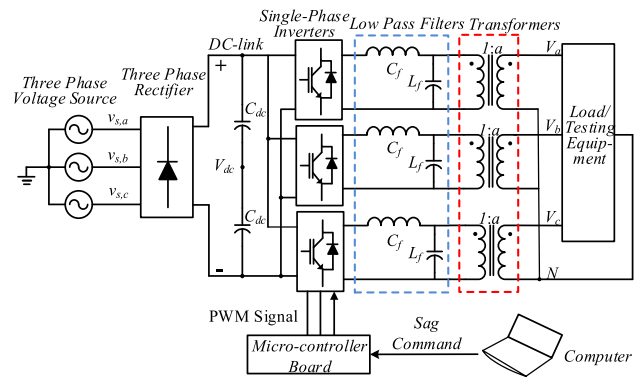 Single-Phase
Inverters
Low Pass Filters
Transformers
DC-link
1:a
V_a
+
C_f
L_f
Three Phase
Voltage Source
Three Phase
Rectifier
v_s,a
v_s,b
v_s,c
C_dc
V_dc
C_dc
-
1:a
V_b
C_f
L_f
Load/
Testing
Equip-
ment
1:a
V_c
C_f
L_f
N
PWM Signal
Micro-controller
Board
Sag
Command
Computer